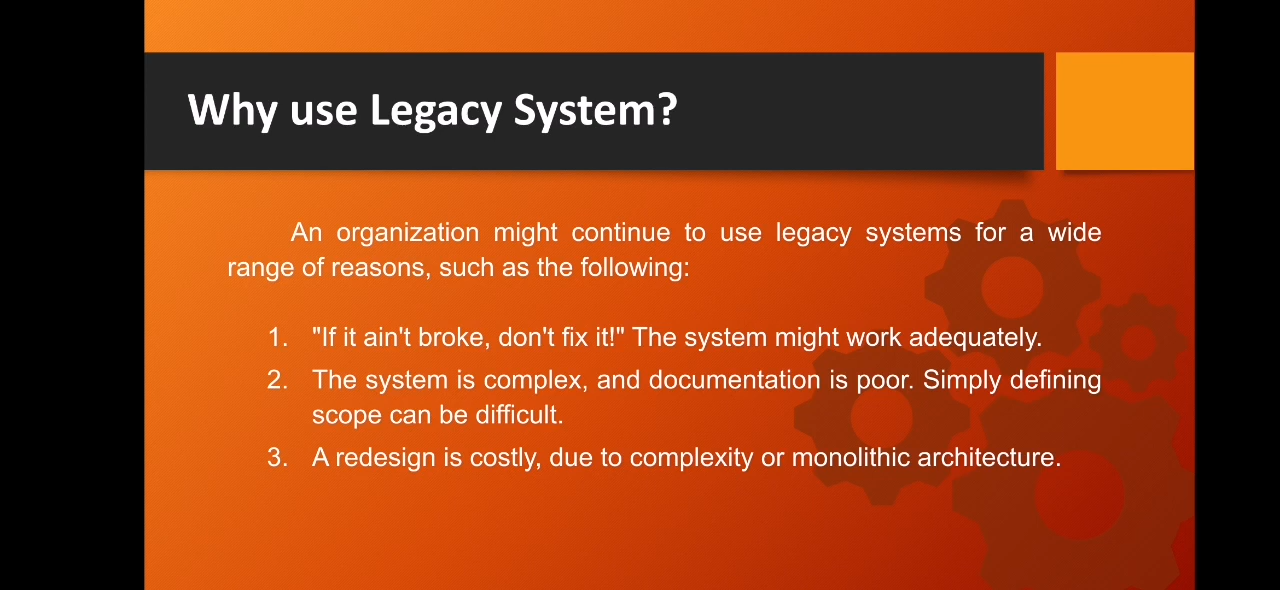 Why use Legacy System?
An organization might continue to use legacy systems for a wide
range of reasons, such as the following:
1. "If it ain't broke, don't fix it!" The system might work adequately.
2. The system is complex, and documentation is poor. Simply defining
scope can be difficult.
3. A redesign is costly, due to complexity or monolithic architecture.